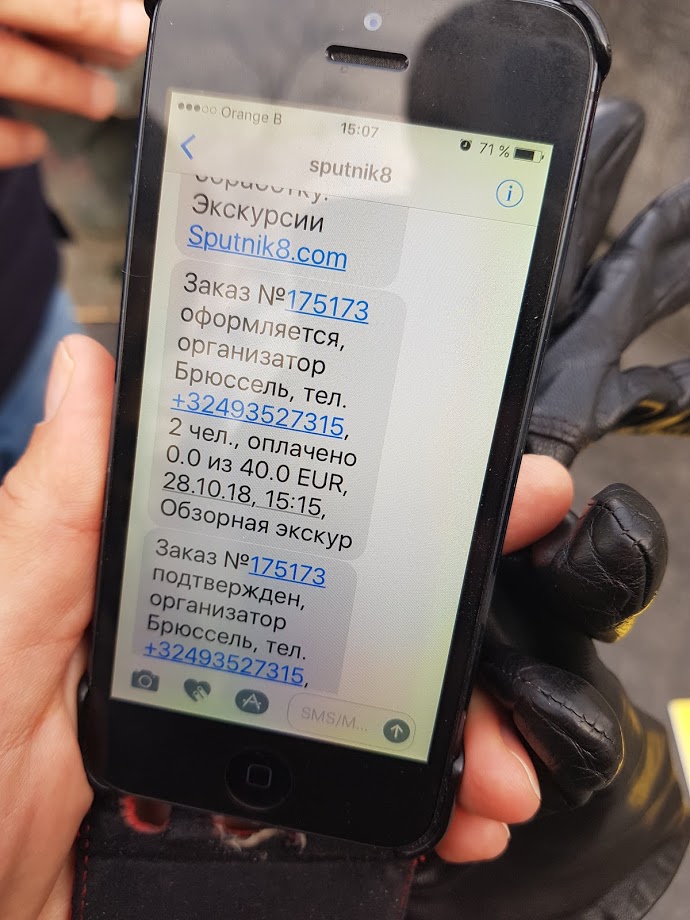 Orange B
15:07
71 %
sputnik8
обработку.
Экскурсии
Sputnik8.com
Заказ №175173
оформляется,
организатор
Брюссель, тел.
+32493527315,
2 чел., оплачено
0.0 из 40.0 EUR,
28.10.18, 15:15,
Обзорная экскур
Заказ №175173
подтвержден,
организатор
Брюссель, тел.
+32493527315,
SMS/M...